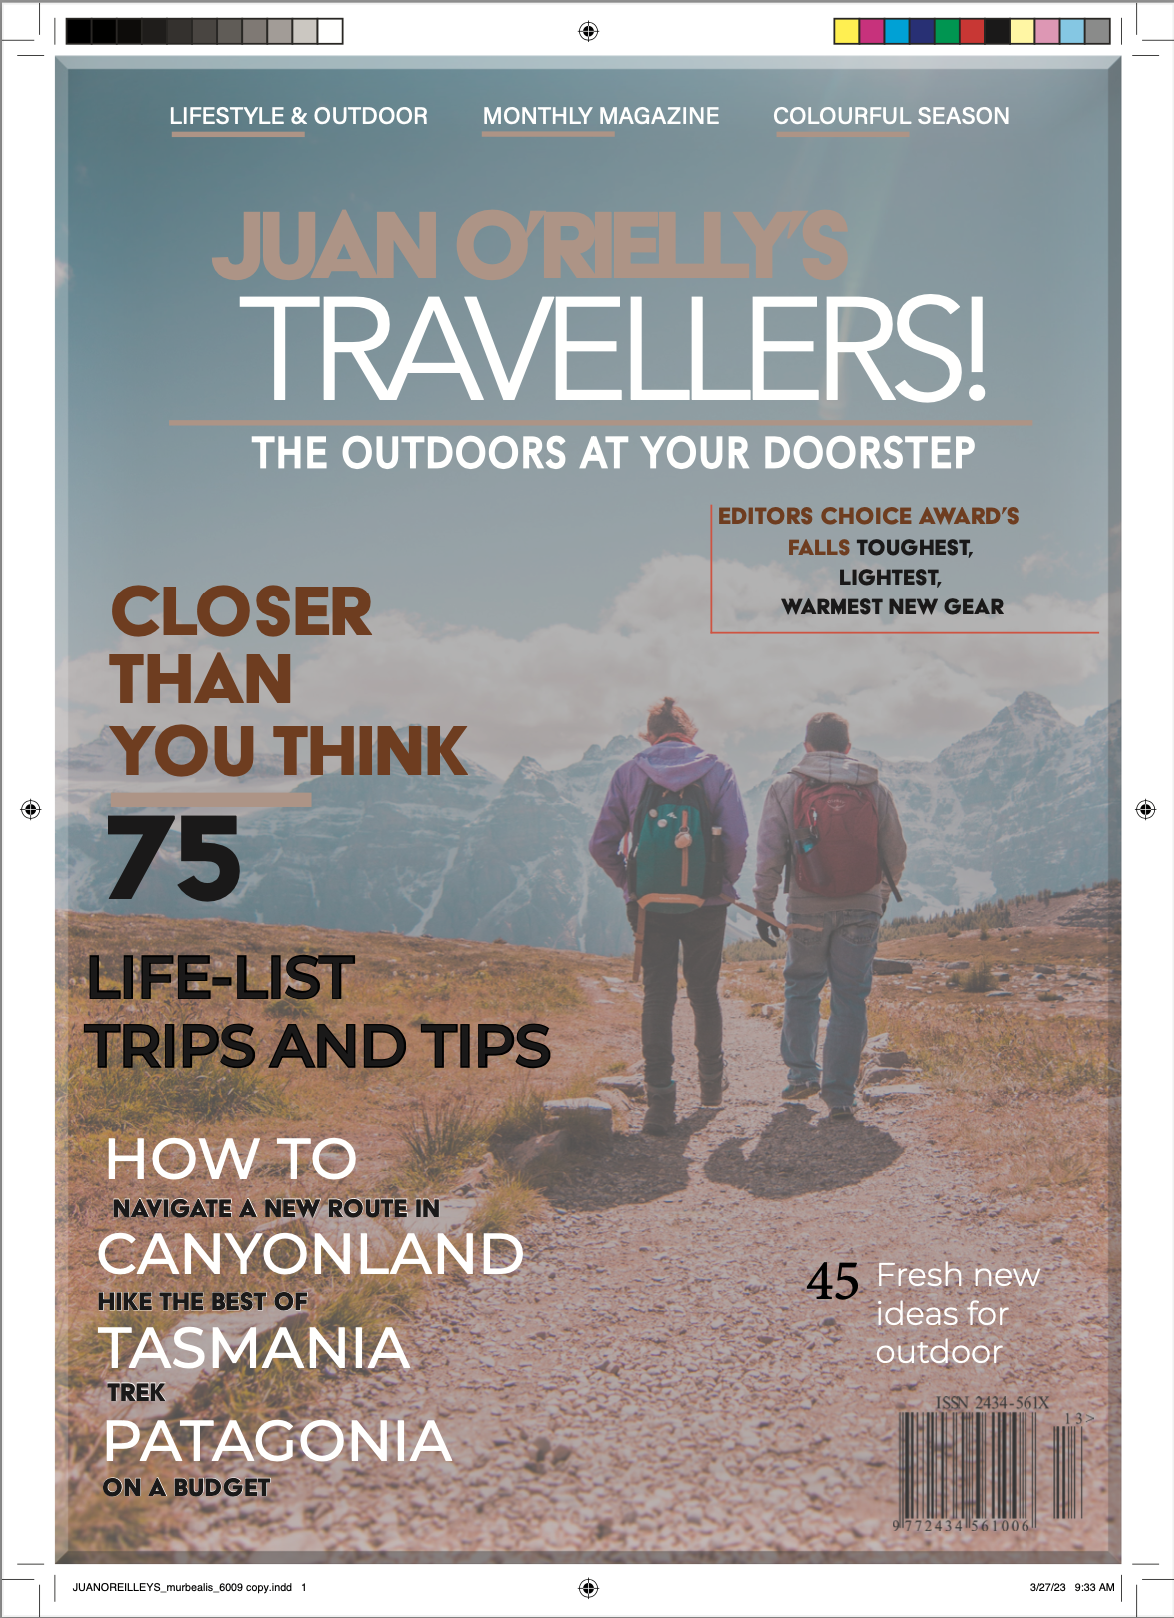 LIFESTYLE & OUTDOOR MONTHLY MAGAZINE COLOURFUL SEASON
JUAN O'RIELLY'S
TRAVELLERS!
THE OUTDOORS AT YOUR DOORSTEP
EDITORS CHOICE AWARD'S
FALLS TOUGHEST,
LIGHTEST,
WARMEST NEW GEAR
CLOSER
THAN
YOU THINK
75
LIFE-LIST
TRIPS AND TIPS
HOW TO
NAVIGATE A NEW ROUTE IN
CANYONLAND
HIKE THE BEST OF
TASMANIA
TREK
PATAGONIA
ON A BUDGET
45 Fresh new
ideas for
outdoor
ISSN 2434-561X
13>
9 772434 561006
JUANOREILLEYS_murbealis_6009 copy.indd 1 3/27/23 9:33 AM